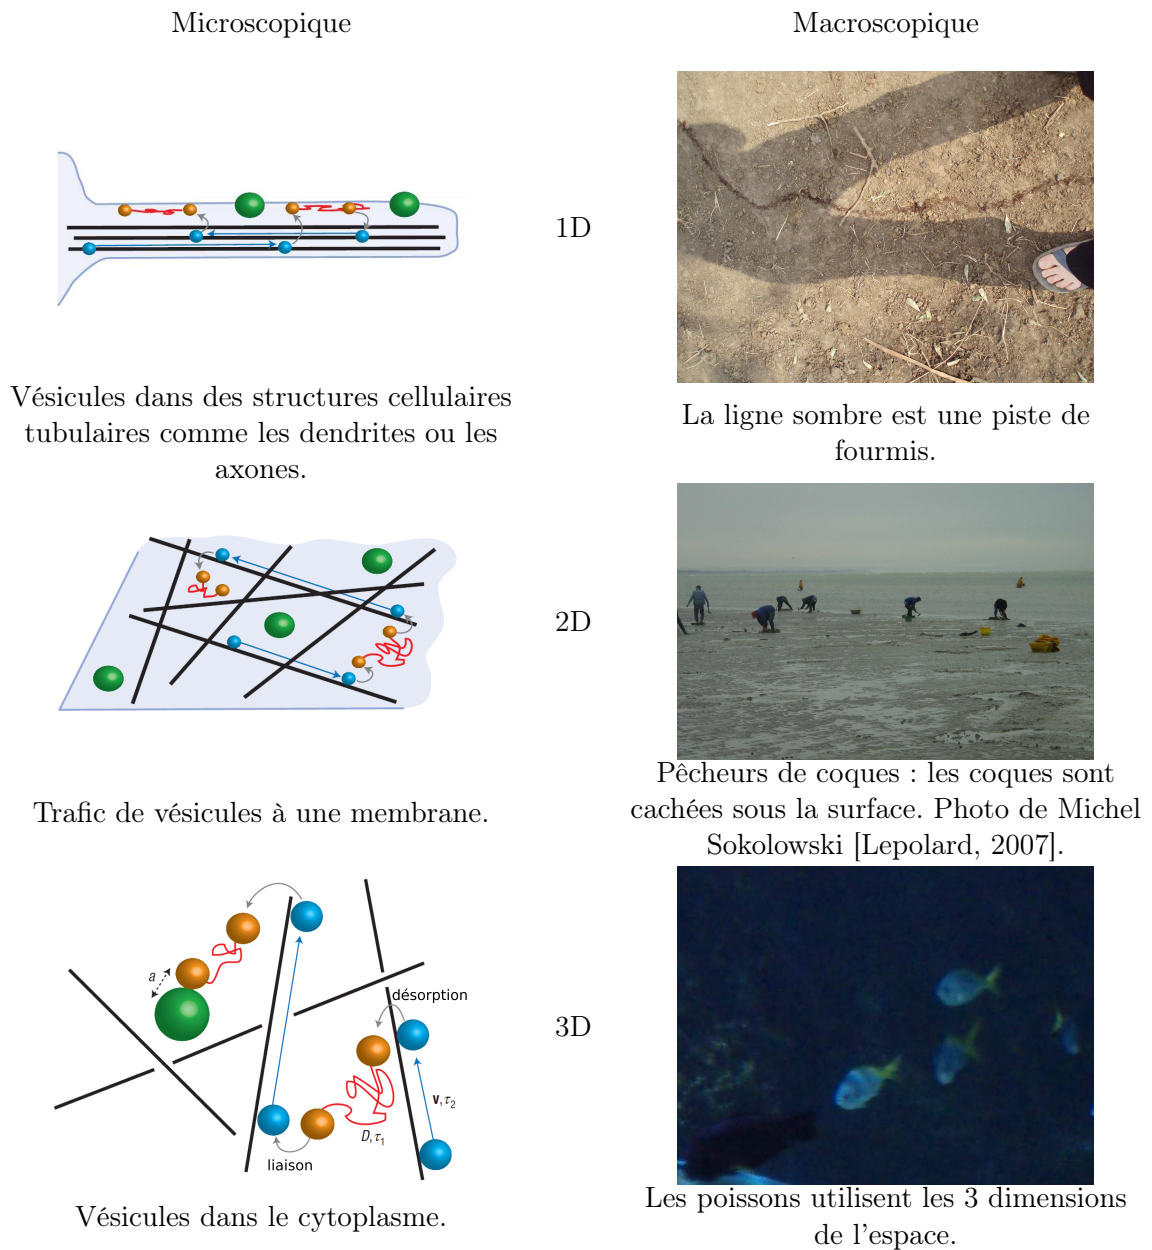 Microscopique
Macroscopique
1D
Vésicules dans des structures cellulaires
tubulaires comme les dendrites ou les
axones.
La ligne sombre est une piste de
fourmis.
2D
Trafic de vésicules à une membrane.
Pêcheurs de coques : les coques sont
cachées sous la surface. Photo de Michel
Sokolowski [Lepolard, 2007].
a
désorption
3D
v,τ2
D,τ1
liaison
Vésicules dans le cytoplasme.
Les poissons utilisent les 3 dimensions
de l'espace.